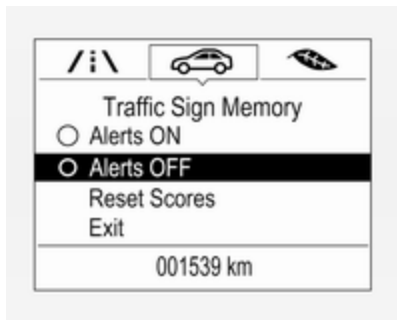 Traffic Sign Memory
Alerts ON
Alerts OFF
Reset Scores
Exit
001539 km